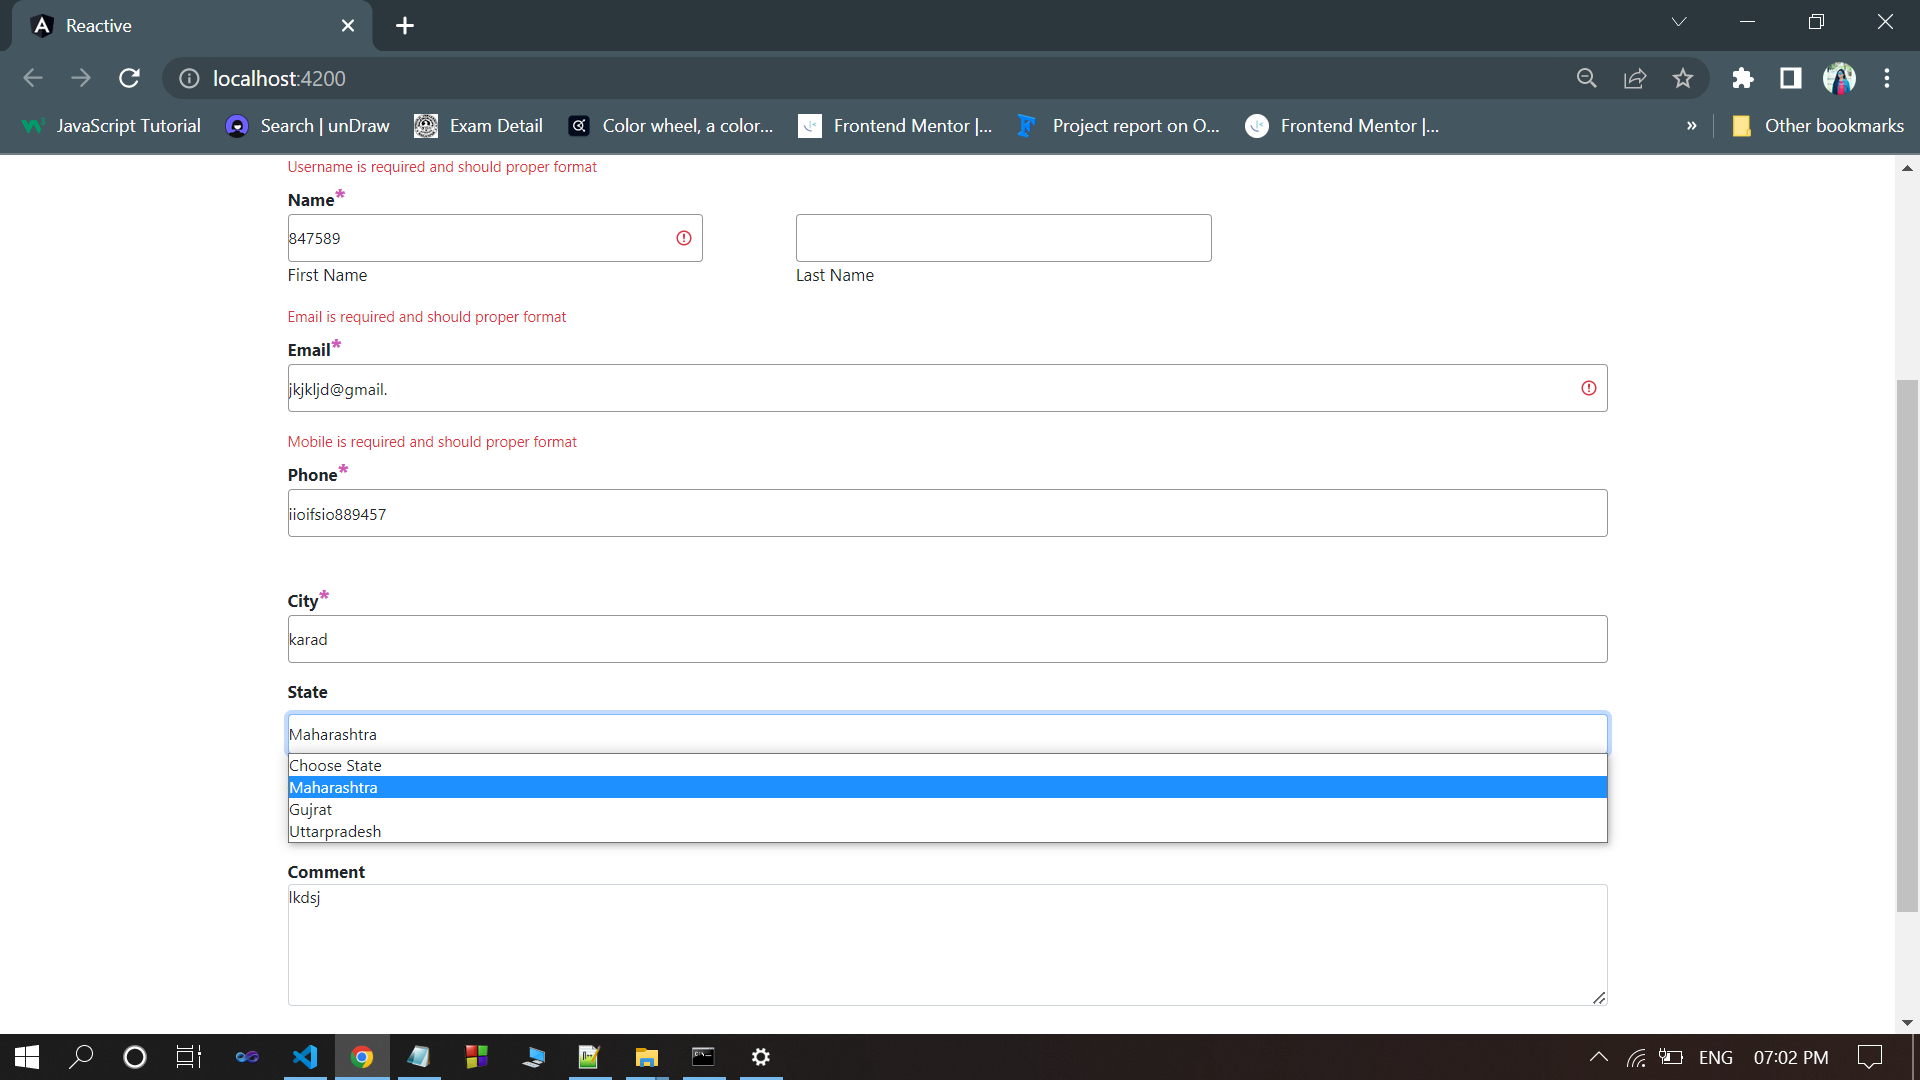 Reactive
localhost:4200
JavaScript Tutorial
Search | unDraw
Exam Detail
Color wheel, a color...
Frontend Mentor |...
Project report on O...
Frontend Mentor |...
»
Other bookmarks
Username is required and should proper format
Name*
847589
First Name
Last Name
Email is required and should proper format
Email*
jkjkljd@gmail.
Mobile is required and should proper format
Phone*
iioifsio889457
City*
karad
State
Maharashtra
Choose State
Maharashtra
Gujrat
Uttarpradesh
Comment
lkdsj
ENG
07:02 PM